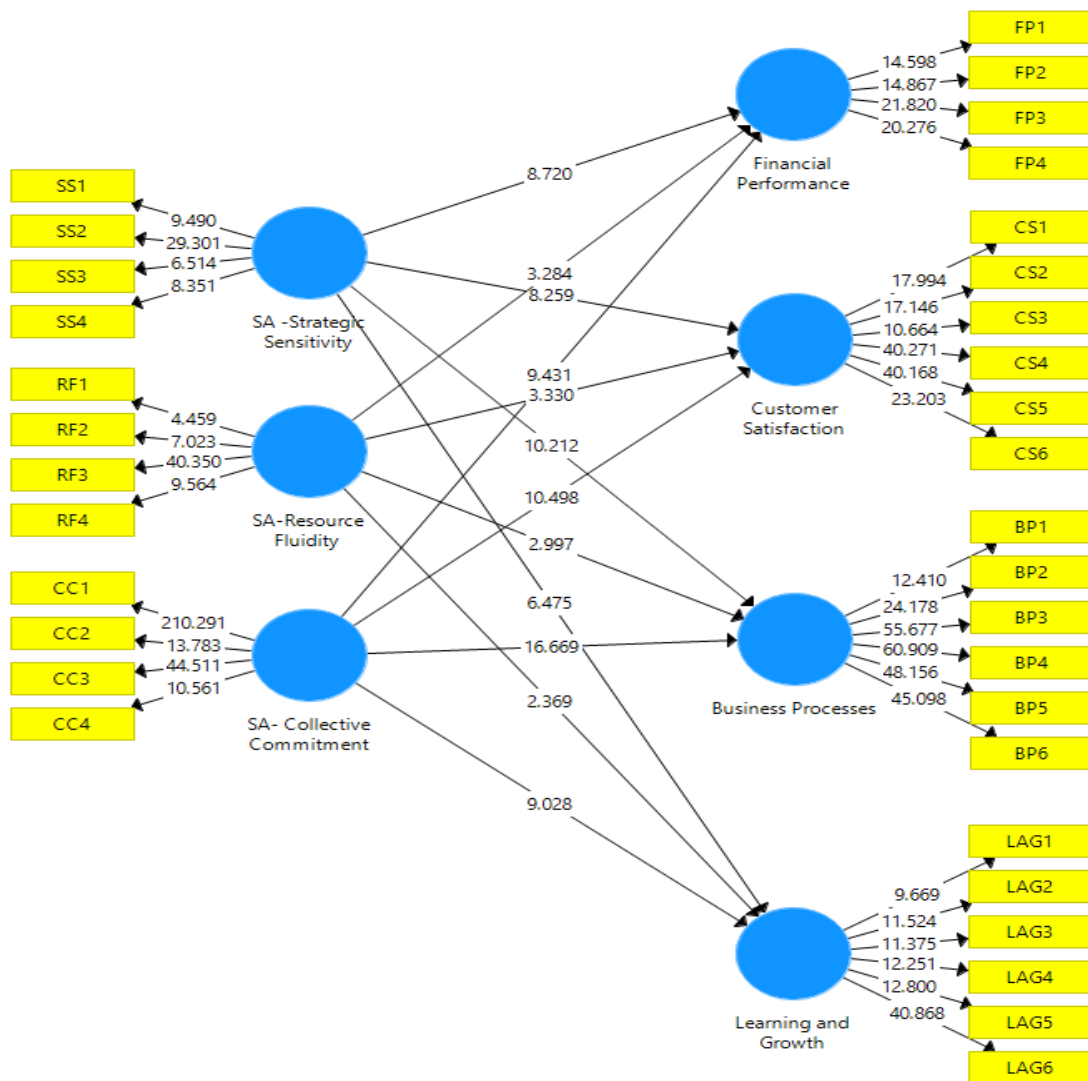 FP1
14.598
FP2
14.867
21.820
FP3
20.276
FP4
Financial
Performance
8.720
SS1
9.490
SS2
29.301
SS3
6.514
8.351
SS4
SA -Strategic
Sensitivity
3.284
8.259
CS1
17.994
CS2
17.146
CS3
10.664
40.271
CS4
40.168
CS5
23.203
CS6
Customer
Satisfaction
RF1
4.459
RF2
7.023
40.350
RF3
9.564
RF4
SA-Resource
Fluidity
9.431
3.330
10.212
10.498
2.997
BP1
12.410
BP2
24.178
BP3
55.677
60.909
BP4
48.156
BP5
45.098
BP6
Business Processes
CC1
210.291
CC2
13.783
44.511
CC3
10.561
CC4
SA- Collective
Commitment
6.475
16.669
2.369
9.028
LAG1
9.669
LAG2
11.524
11.375
LAG3
12.251
LAG4
12.800
40.868
LAG5
LAG6
Learning and
Growth